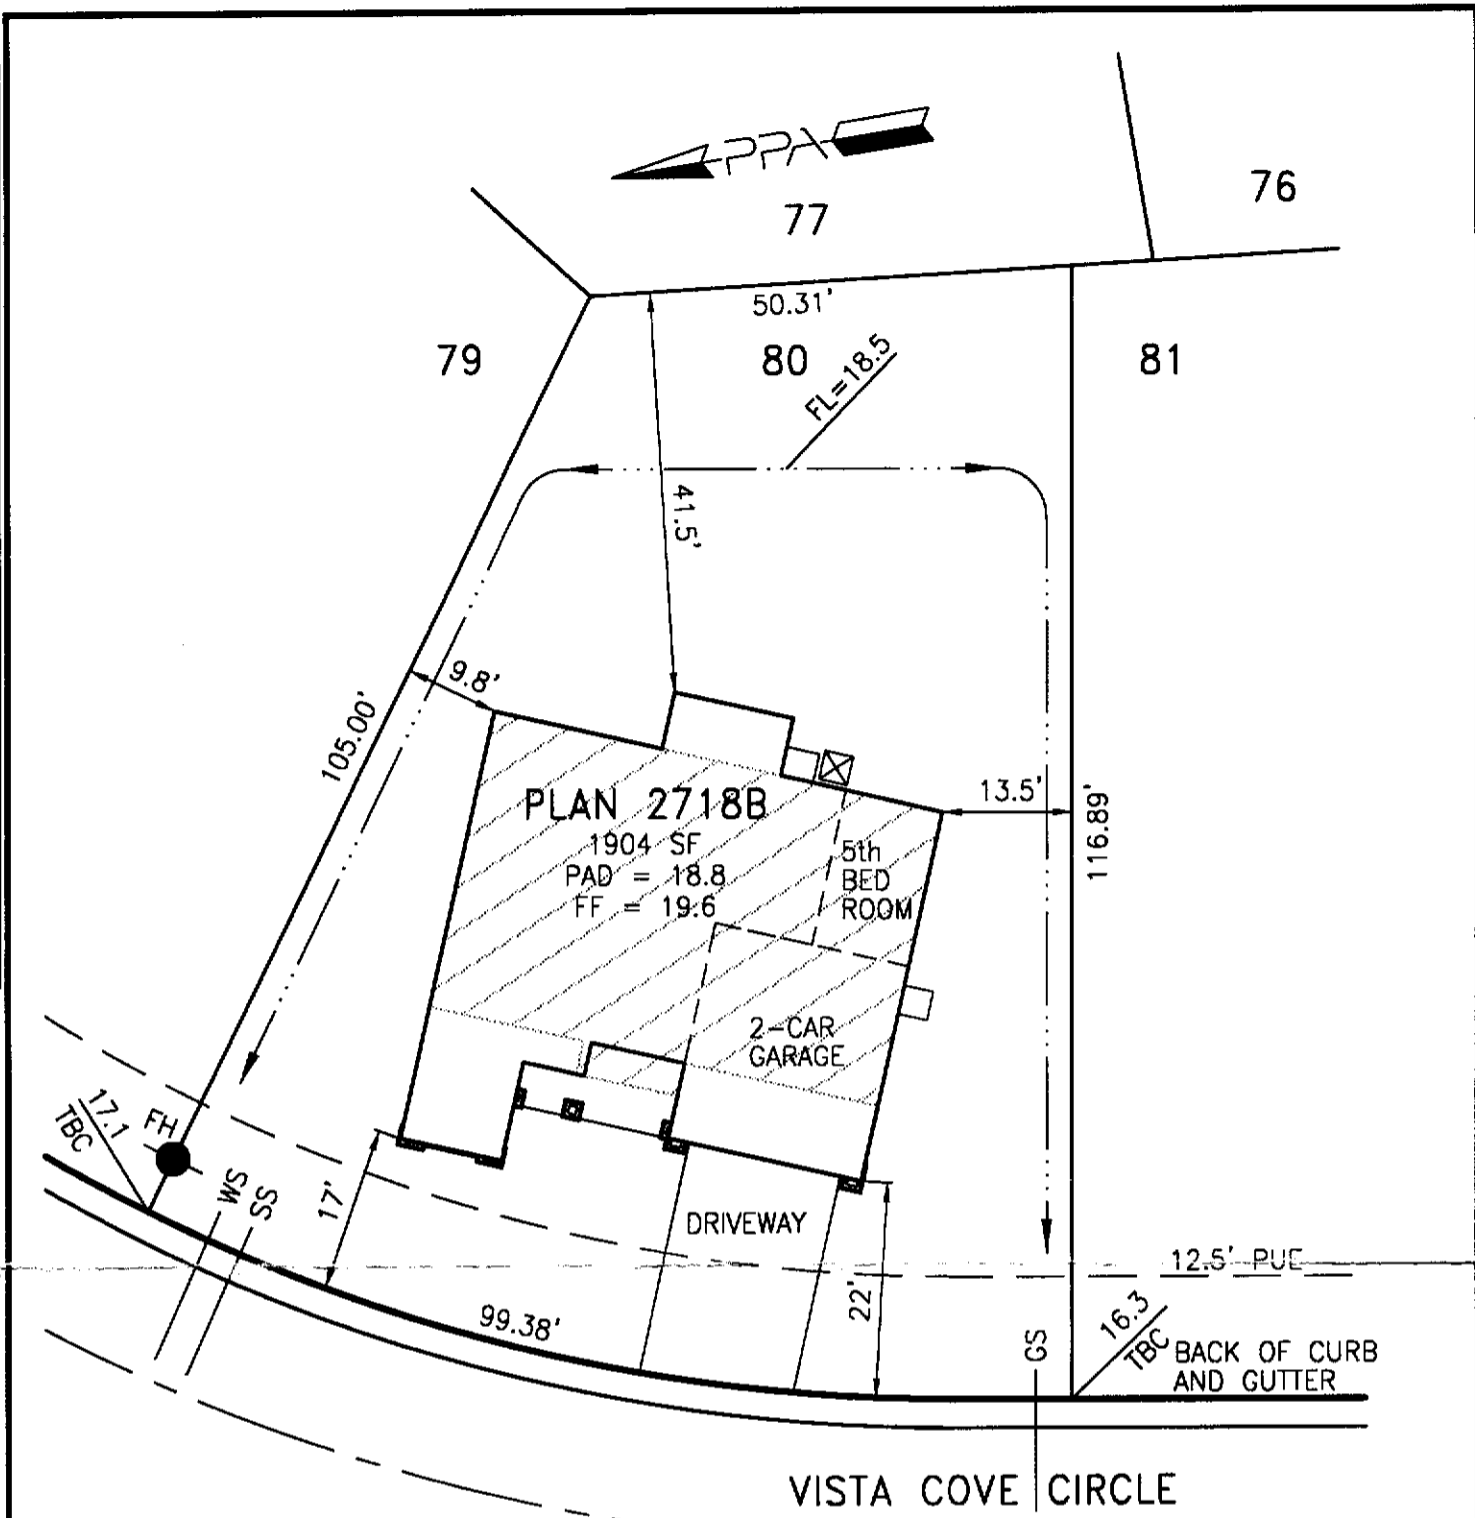 PPA
76
77
50.31'
79
80
81
FL=18.5
41.5'
9.8'
105.00'
13.5'
116.89'
PLAN 2718B
1904 SF
PAD = 18.8
FF = 19.6
5th
BED
ROOM
2-CAR
GARAGE
17.1
TBC
FH
WS
SS
17'
DRIVEWAY
22'
99.38'
12.5' PUE
GS
16.3
TBC
BACK OF CURB
AND GUTTER
VISTA COVE CIRCLE